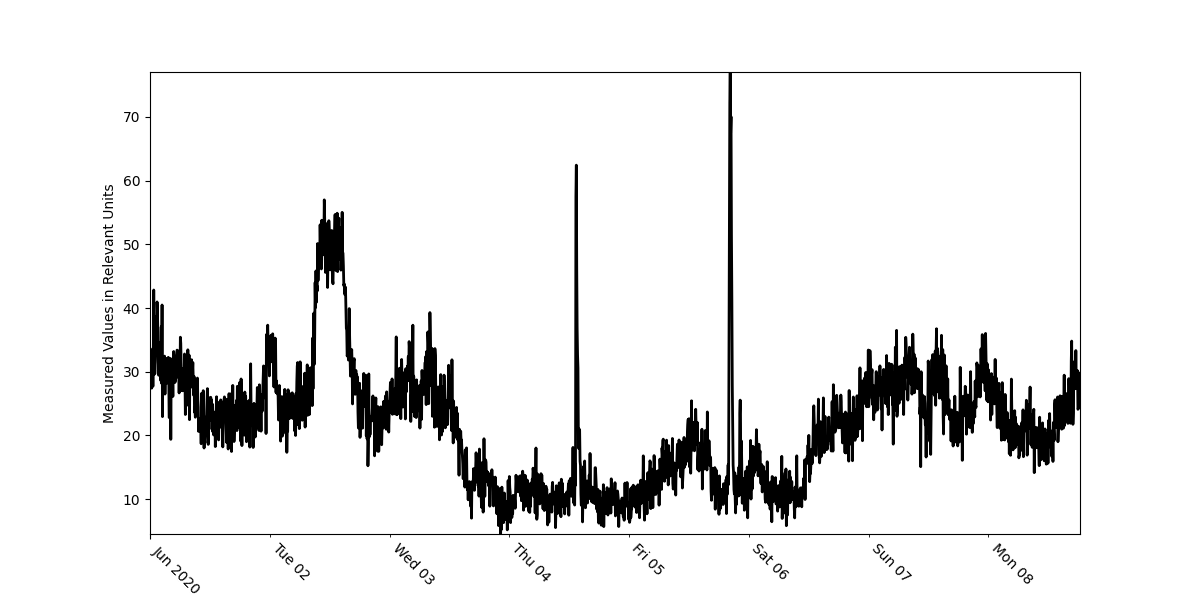 70
60
50
40
30
20
10
Measured Values in Relevant Units
Jun 2020
Tue 02
Wed 03
Thu 04
Fri 05
Sat 06
Sun 07
Mon 08